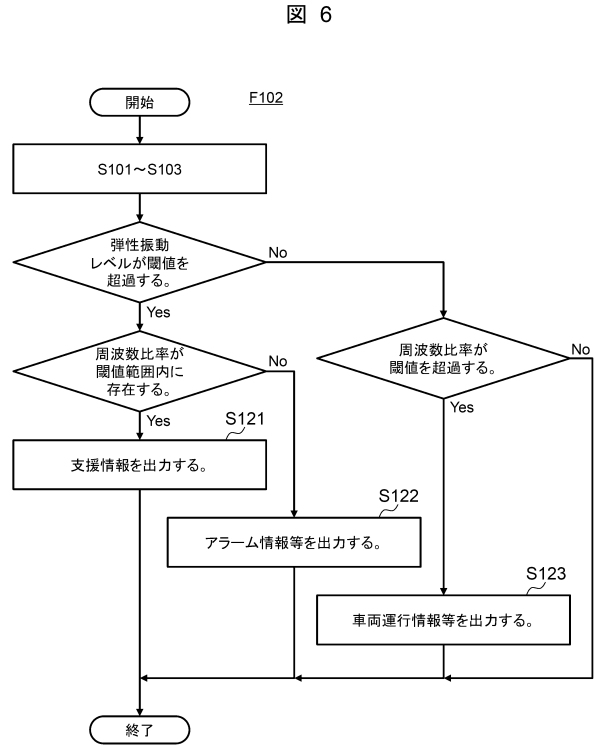 図 6
開始
F102
S101～S103
弾性振動
レベルが閾値を
超過する。
No
Yes
周波数比率が
閾値範囲内に
存在する。
No
周波数比率が
閾値を超過する。
No
Yes
Yes
S121
支援情報を出力する。
S122
アラーム情報等を出力する。
S123
車両運行情報等を出力する。
終了